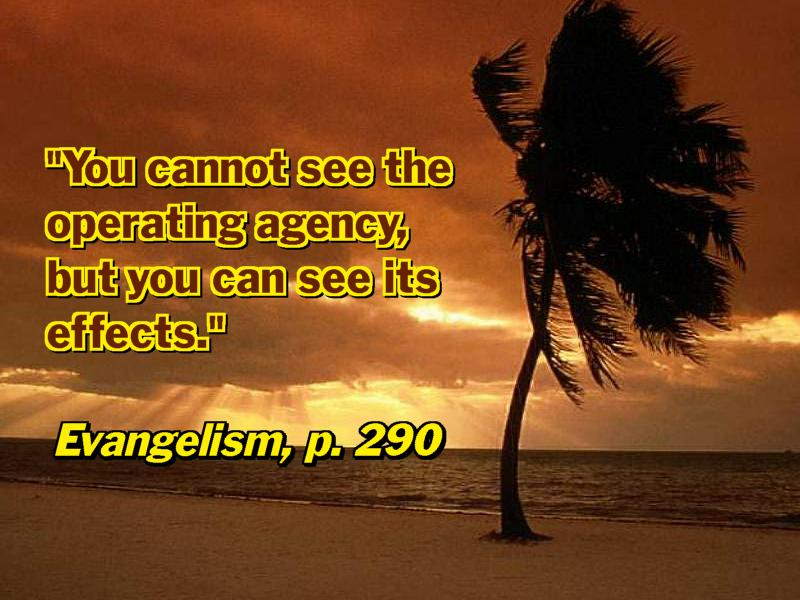 "You cannot see the
operating agency,
but you can see its
effects."
Evangelism, p. 290